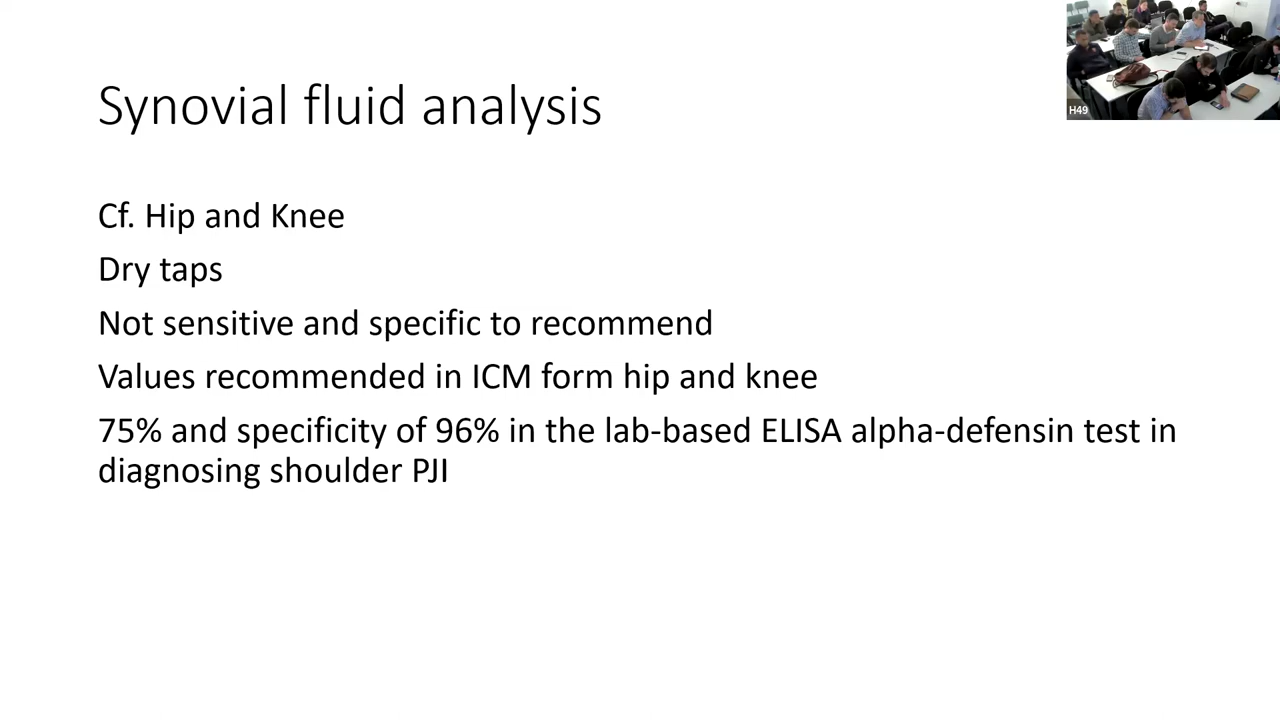 Synovial fluid analysis
H49
Cf. Hip and Knee
Dry taps
Not sensitive and specific to recommend
Values recommended in ICM form hip and knee
75% and specificity of 96% in the lab-based ELISA alpha-defensin test in
diagnosing shoulder PJI